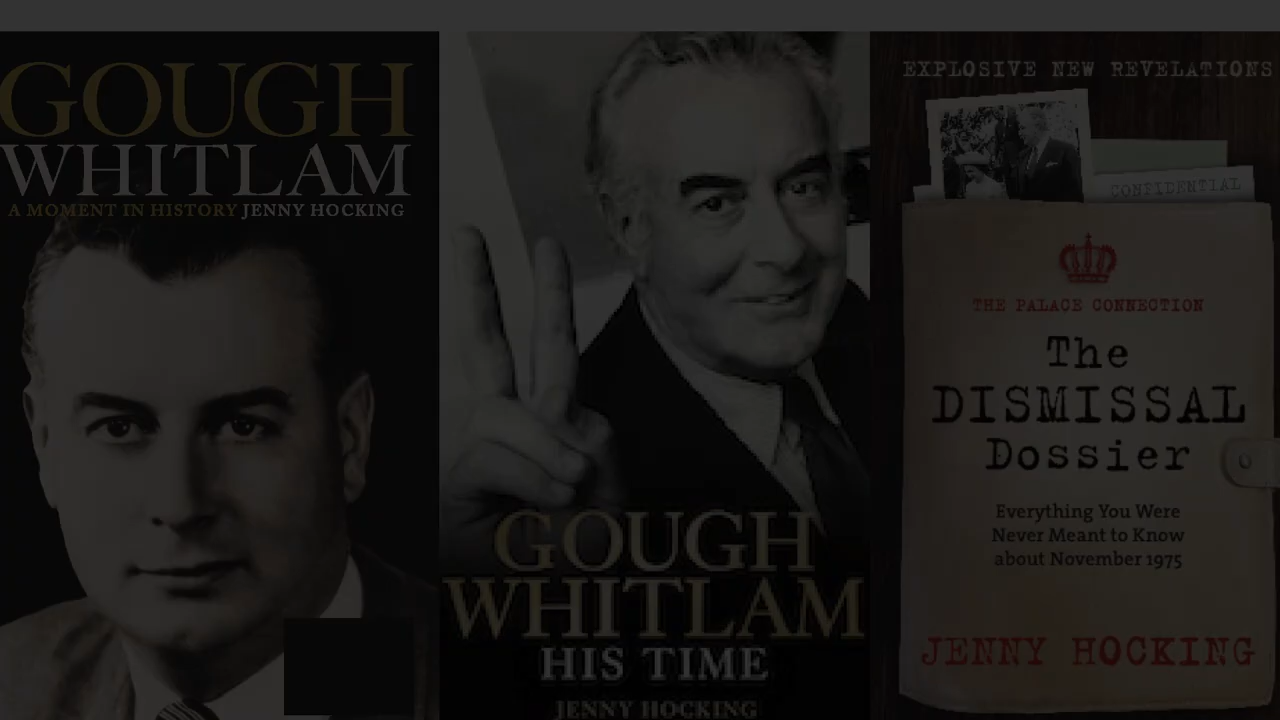 GOUGH
WHITLAM
A MOMENT IN HISTORY JENNY HOCKING
GOUGH
WHITLAM
HIS TIME
JENNY HOCKING
EXPLOSIVE NEW REVELATIONS
CONFIDENTIAL
THE PALACE CONNECTION
The
DISMISSAL
Dossier
Everything You Were
Never Meant to Know
about November 1975
JENNY HOCKING